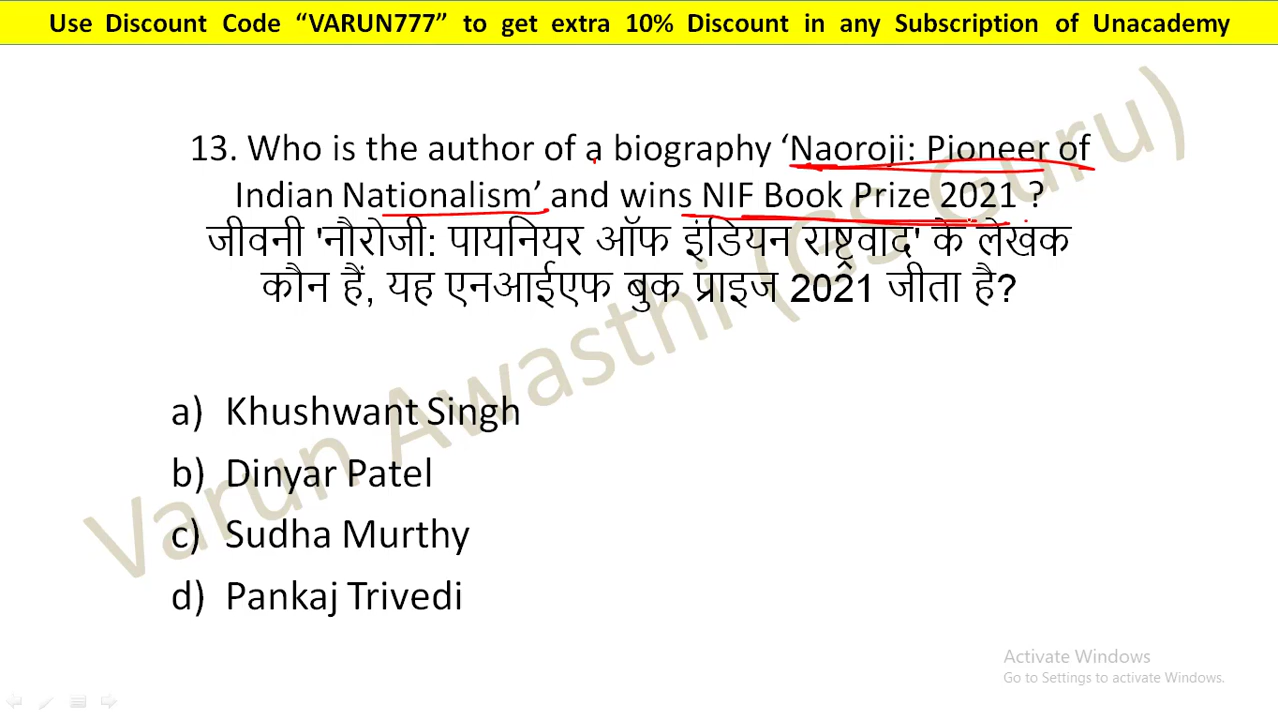 Use Discount Code “VARUN777” to get extra 10% Discount in any Subscription of Unacademy
13. Who is the author of a biography ‘Naoroji: Pioneer of
Indian Nationalism’ and wins NIF Book Prize 2021 ?
जीवनी 'नौरोजी: पायनियर ऑफ इंडियन राष्ट्रवाद' के लेखक
कौन हैं, यह एनआईएफ बुक प्राइज 2021 जीता है?
a) Khushwant Singh
b) Dinyar Patel
c) Sudha Murthy
d) Pankaj Trivedi
Varun Awasthi (Gs Guru)
Activate Windows
Go to Settings to activate Windows.